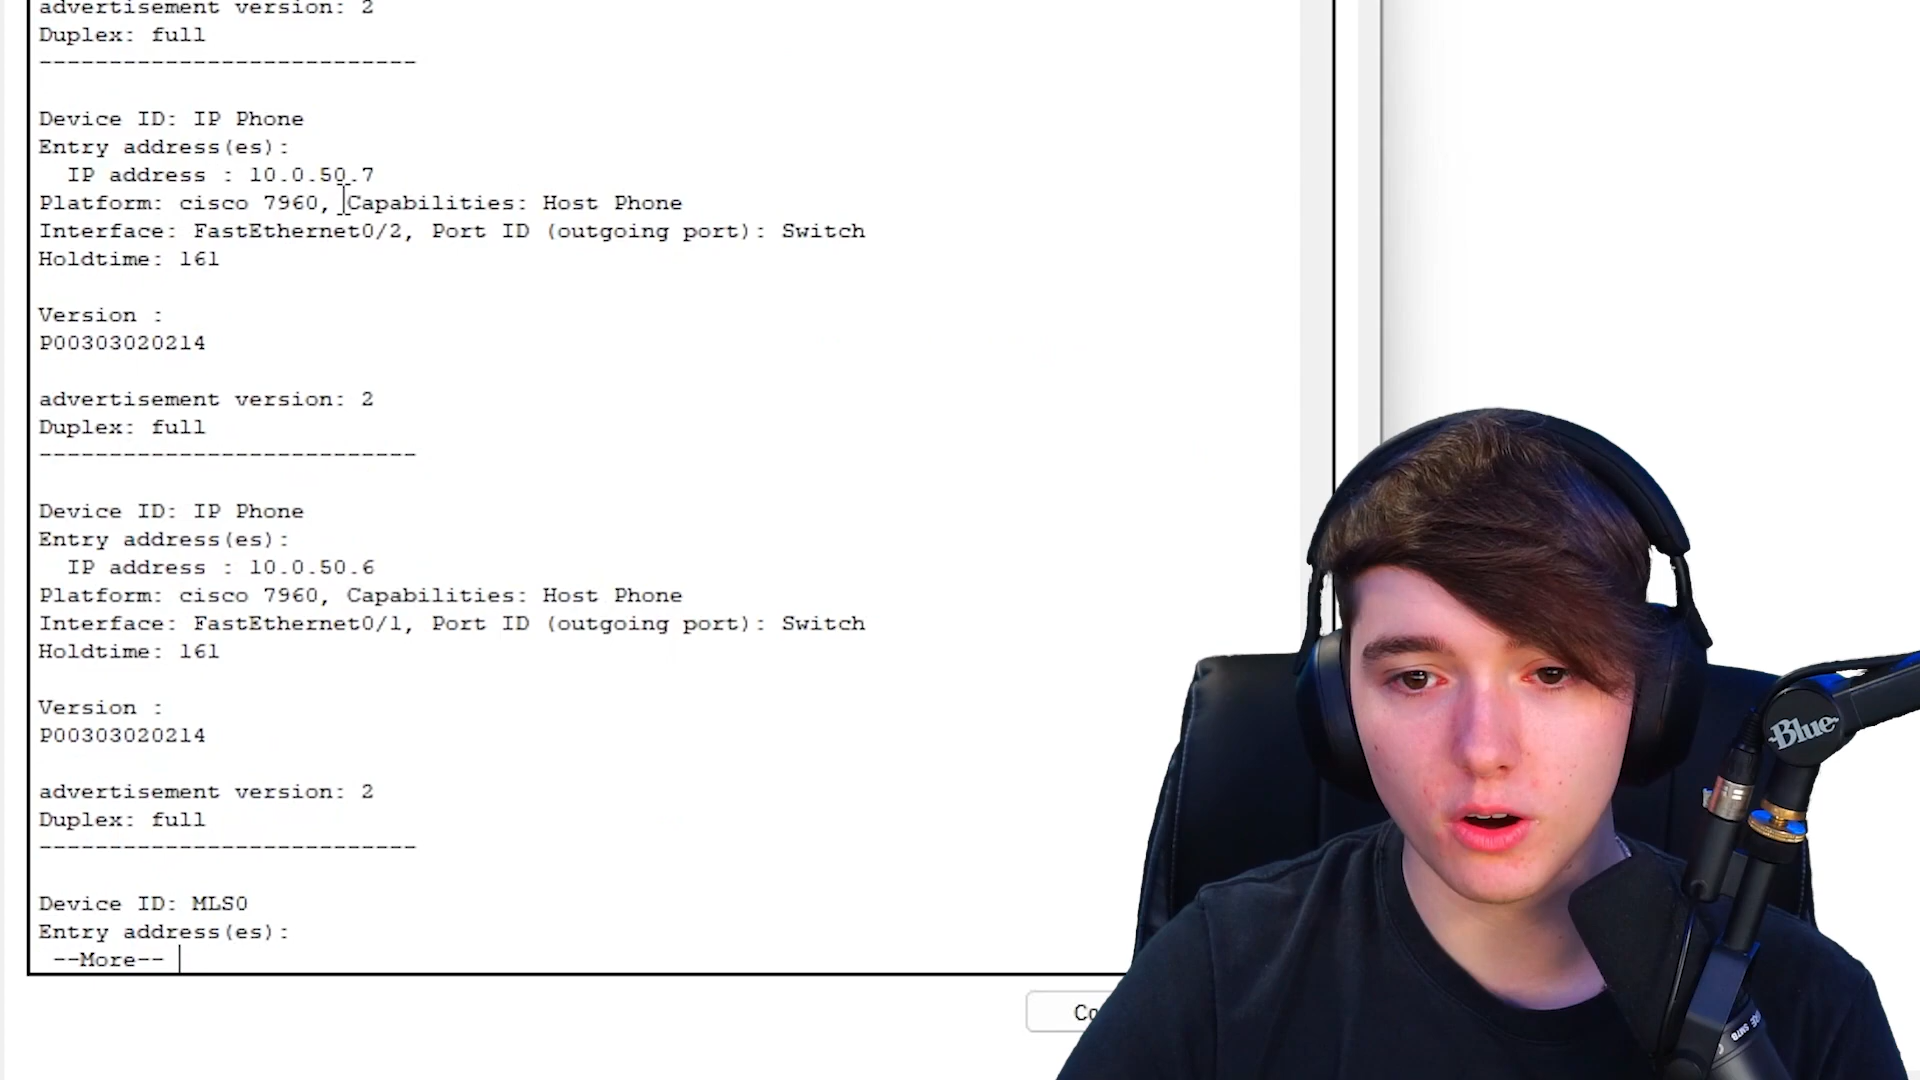 advertisement version: 2
Duplex: full
---------------------------
Device ID: IP Phone
Entry address(es):
IP address : 10.0.50.7
Platform: cisco 7960, Capabilities: Host Phone
Interface: FastEthernet0/2, Port ID (outgoing port): Switch
Holdtime: 161
Version :
P00303020214
advertisement version: 2
Duplex: full
---------------------------
Device ID: IP Phone
Entry address(es):
IP address : 10.0.50.6
Platform: cisco 7960, Capabilities: Host Phone
Interface: FastEthernet0/1, Port ID (outgoing port): Switch
Holdtime: 161
Version :
P00303020214
advertisement version: 2
Duplex: full
---------------------------
Device ID: MLS0
Entry address(es):
--More--
Blue